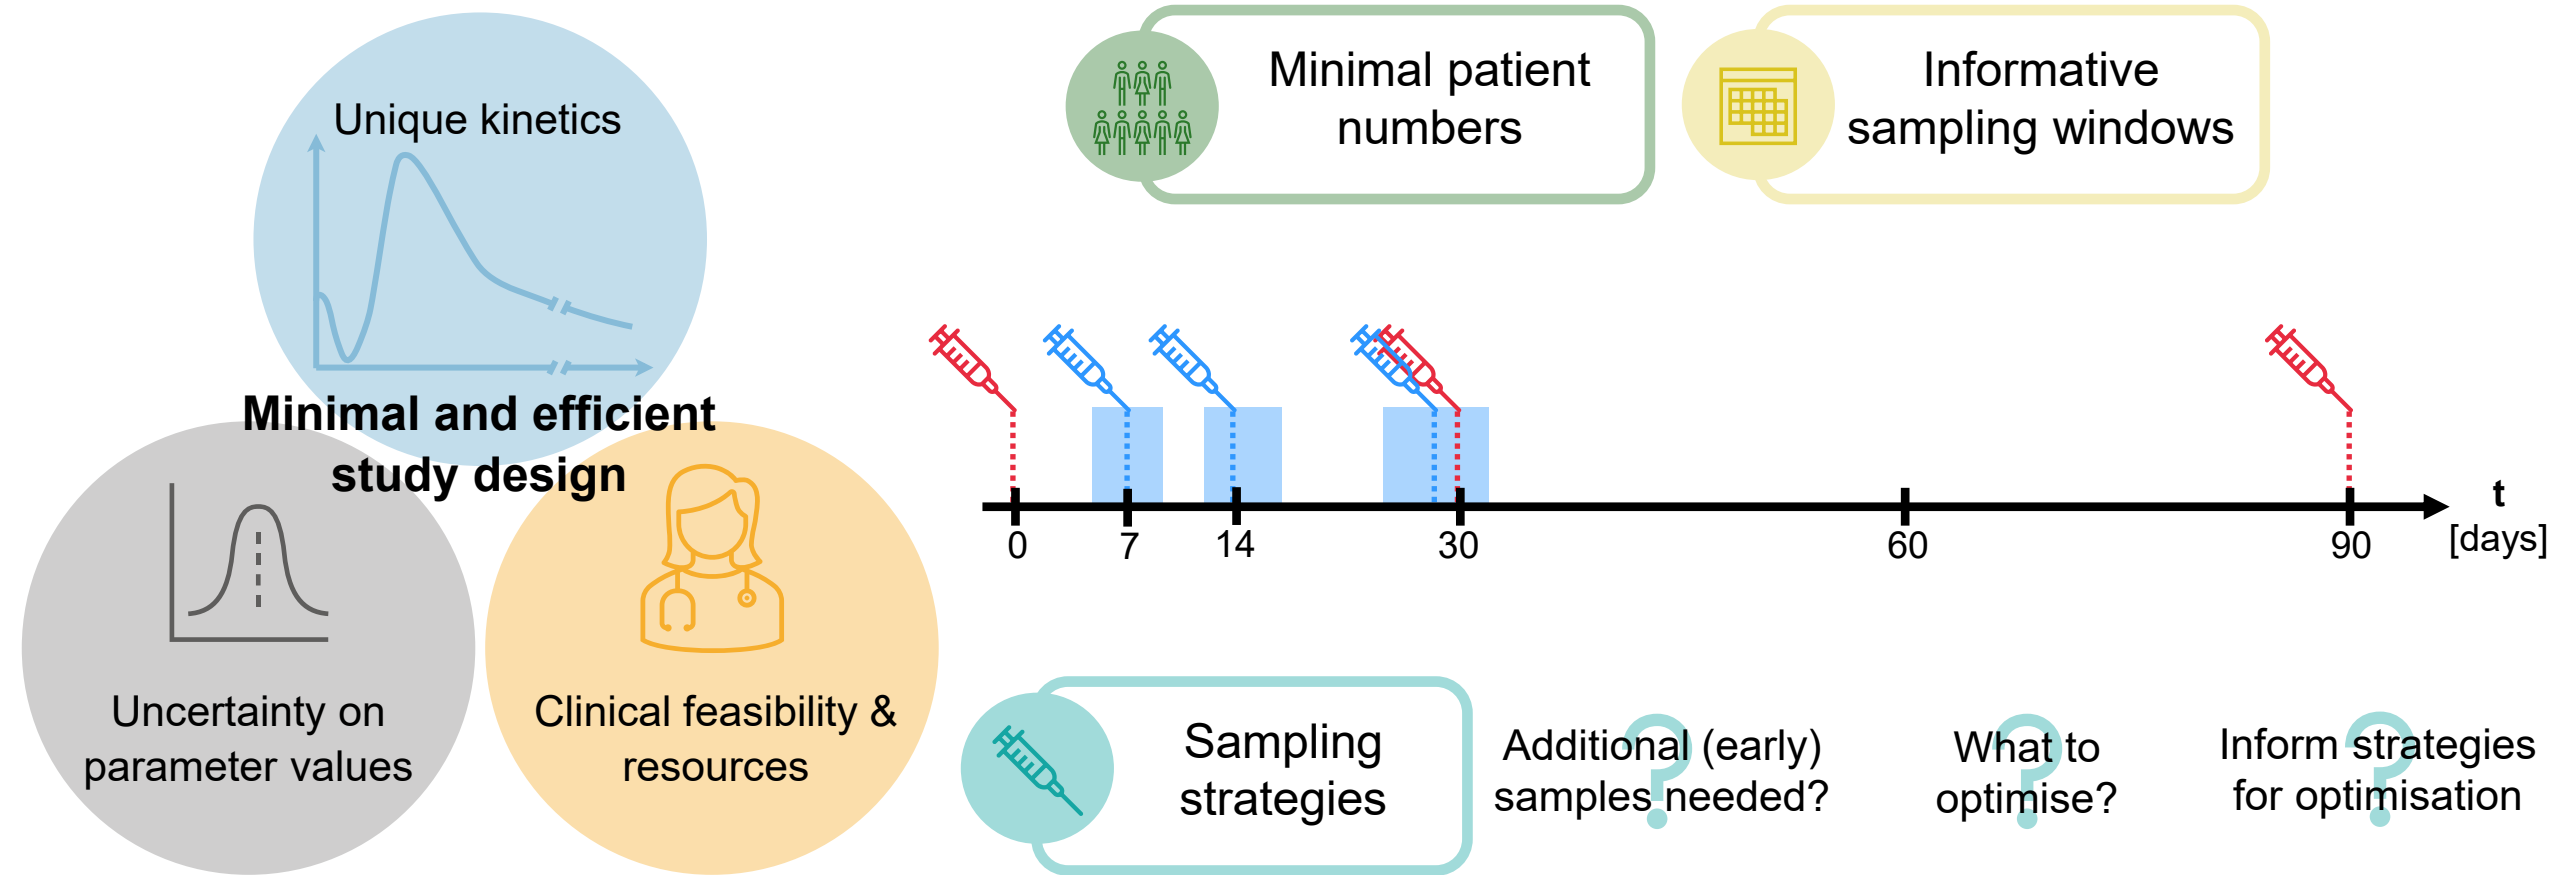 Unique kinetics
Minimal and efficient
study design
Uncertainty on
parameter values
Clinical feasibility &
resources
Minimal patient
numbers
Informative
sampling windows
0
7
14
30
60
90
t
[days]
Sampling
strategies
Additional (early)
samples needed?
What to
optimise?
Inform strategies
for optimisation
?
?
?